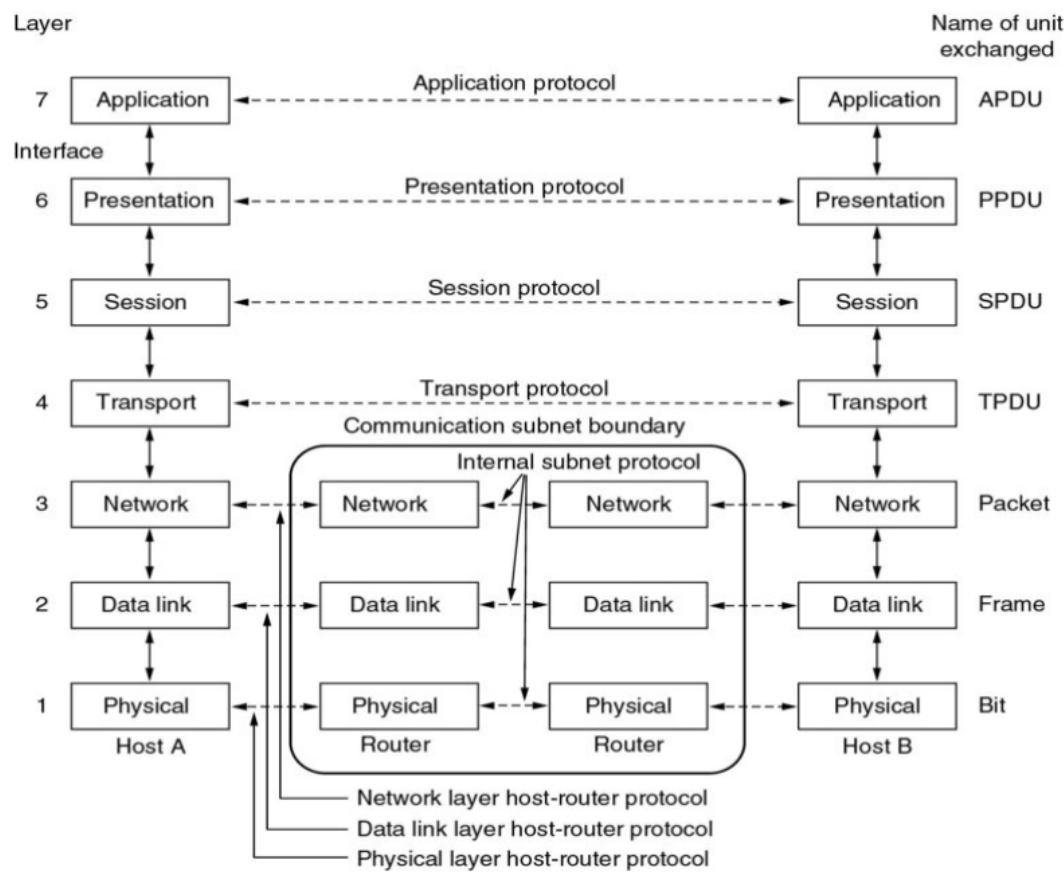 Layer
Name of unit
exchanged
Application protocol
7 Application Application APDU
Interface
Presentation protocol
6 Presentation Presentation PPDU
Session protocol
5 Session Session SPDU
Transport protocol
4 Transport Transport TPDU
Communication subnet boundary
Internal subnet protocol
3 Network Network Network Network Packet
2 Data link Data link Data link Data link Frame
1 Physical Physical Physical Physical Bit
Host A Router Router Host B
Network layer host-router protocol
Data link layer host-router protocol
Physical layer host-router protocol